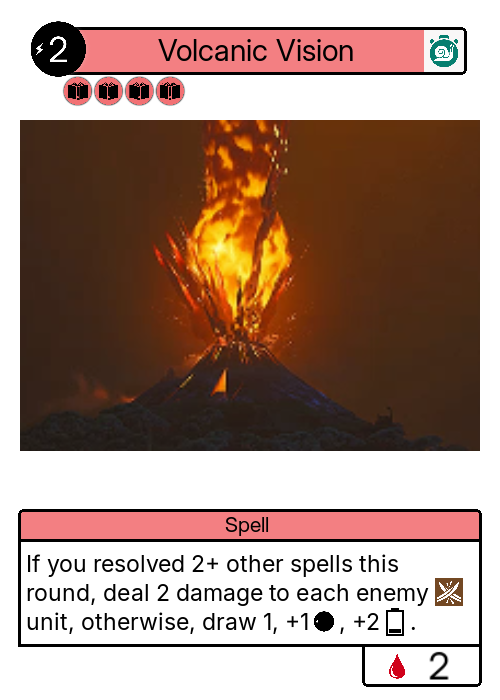 2
Volcanic Vision
Spell
If you resolved 2+ other spells this
round, deal 2 damage to each enemy
unit, otherwise, draw 1, +1 , +2 .
2